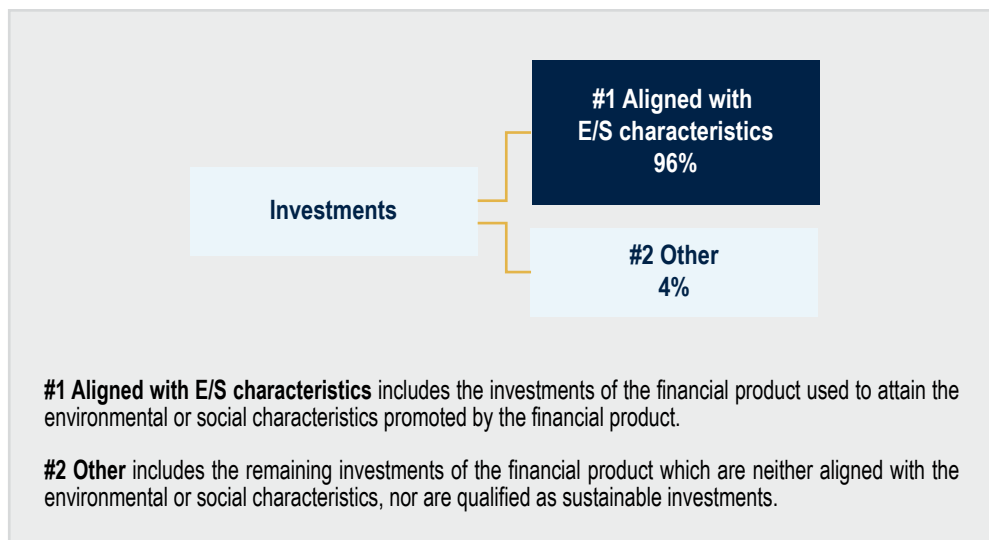 #1 Aligned with
E/S characteristics
96%
Investments
#2 Other
4%
#1 Aligned with E/S characteristics includes the investments of the financial product used to attain the
environmental or social characteristics promoted by the financial product.
#2 Other includes the remaining investments of the financial product which are neither aligned with the
environmental or social characteristics, nor are qualified as sustainable investments.